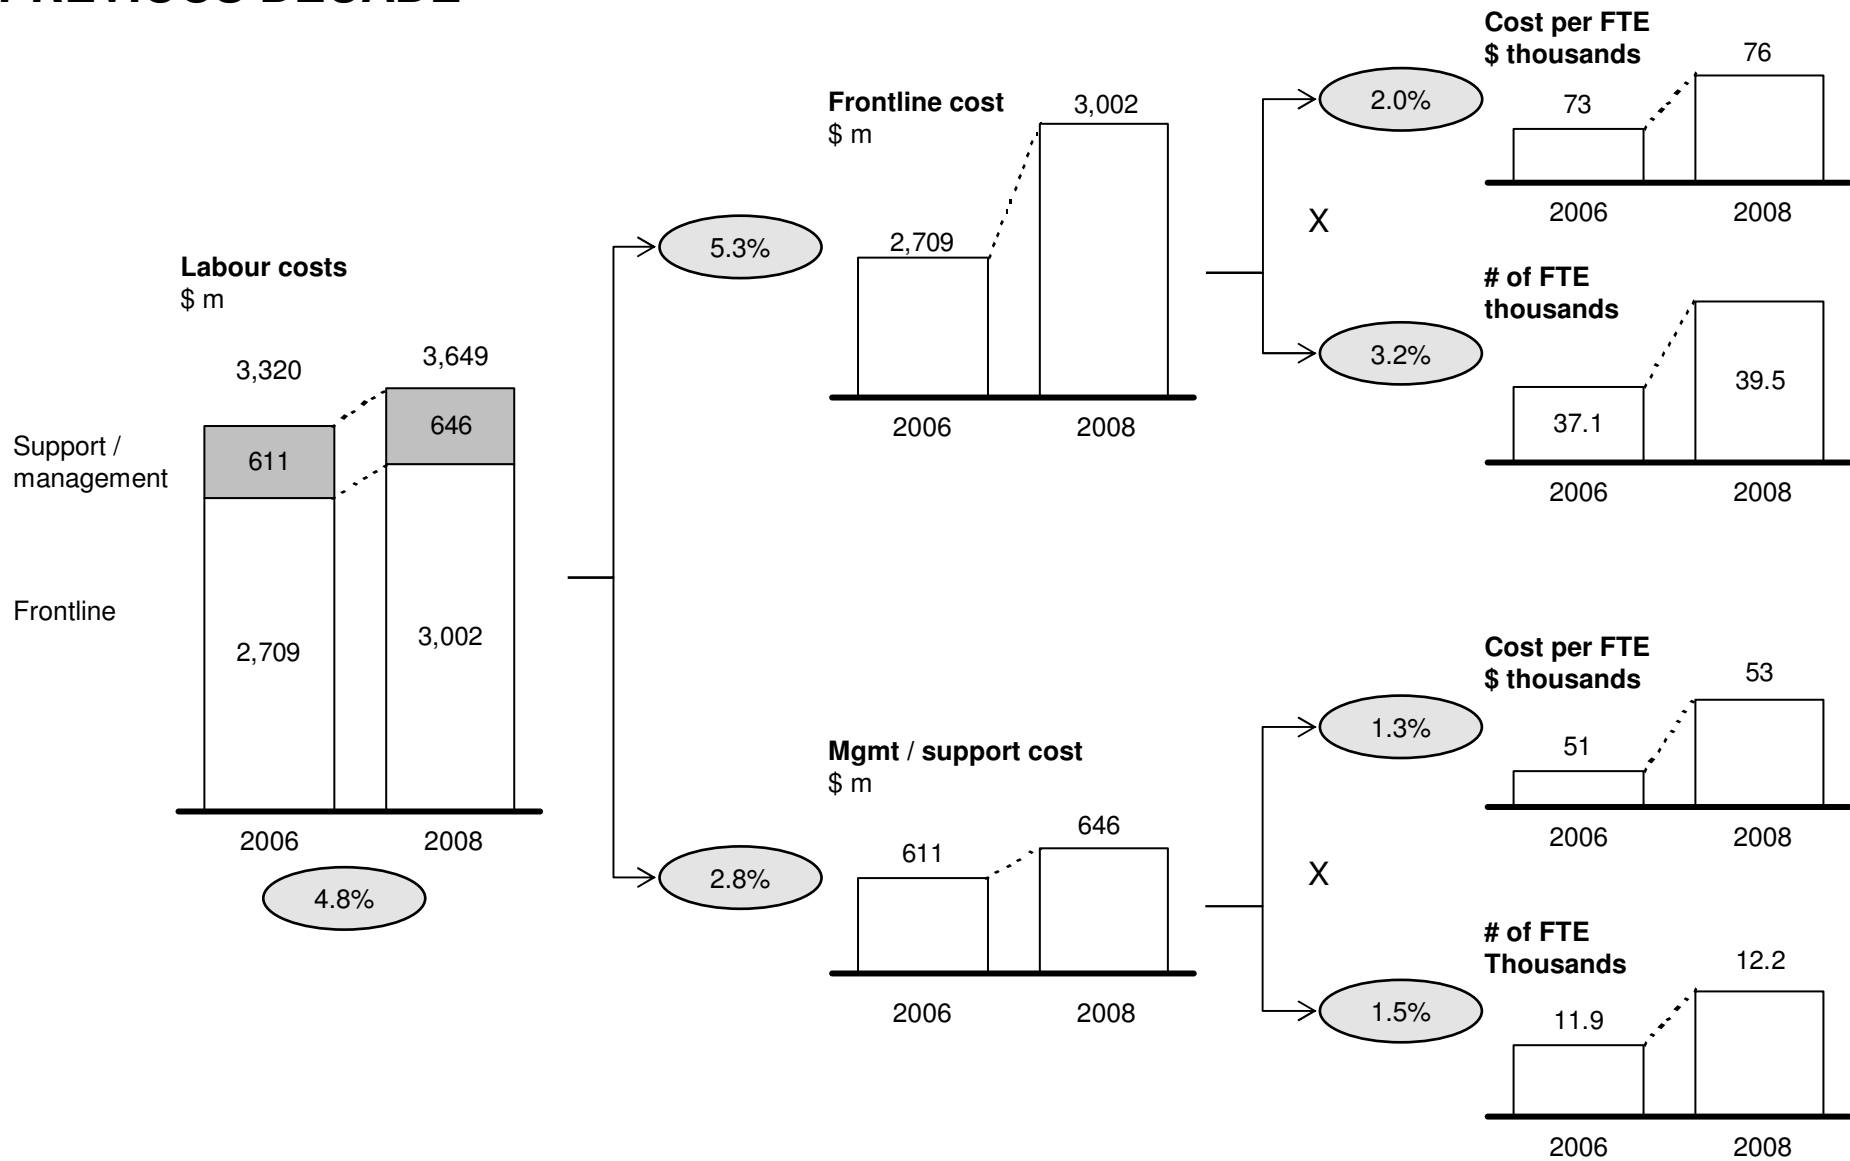 Labour costs
$ m
3,320
3,649
Support /
management
611
646
Frontline
2,709
3,002
2006
2008
4.8%
5.3%
Frontline cost
$ m
2,709
3,002
2006
2008
2.0%
Cost per FTE
$ thousands
73
76
2006
2008
X
3.2%
# of FTE
thousands
37.1
39.5
2006
2008
2.8%
Mgmt / support cost
$ m
611
646
2006
2008
1.3%
Cost per FTE
$ thousands
51
53
2006
2008
X
1.5%
# of FTE
Thousands
11.9
12.2
2006
2008